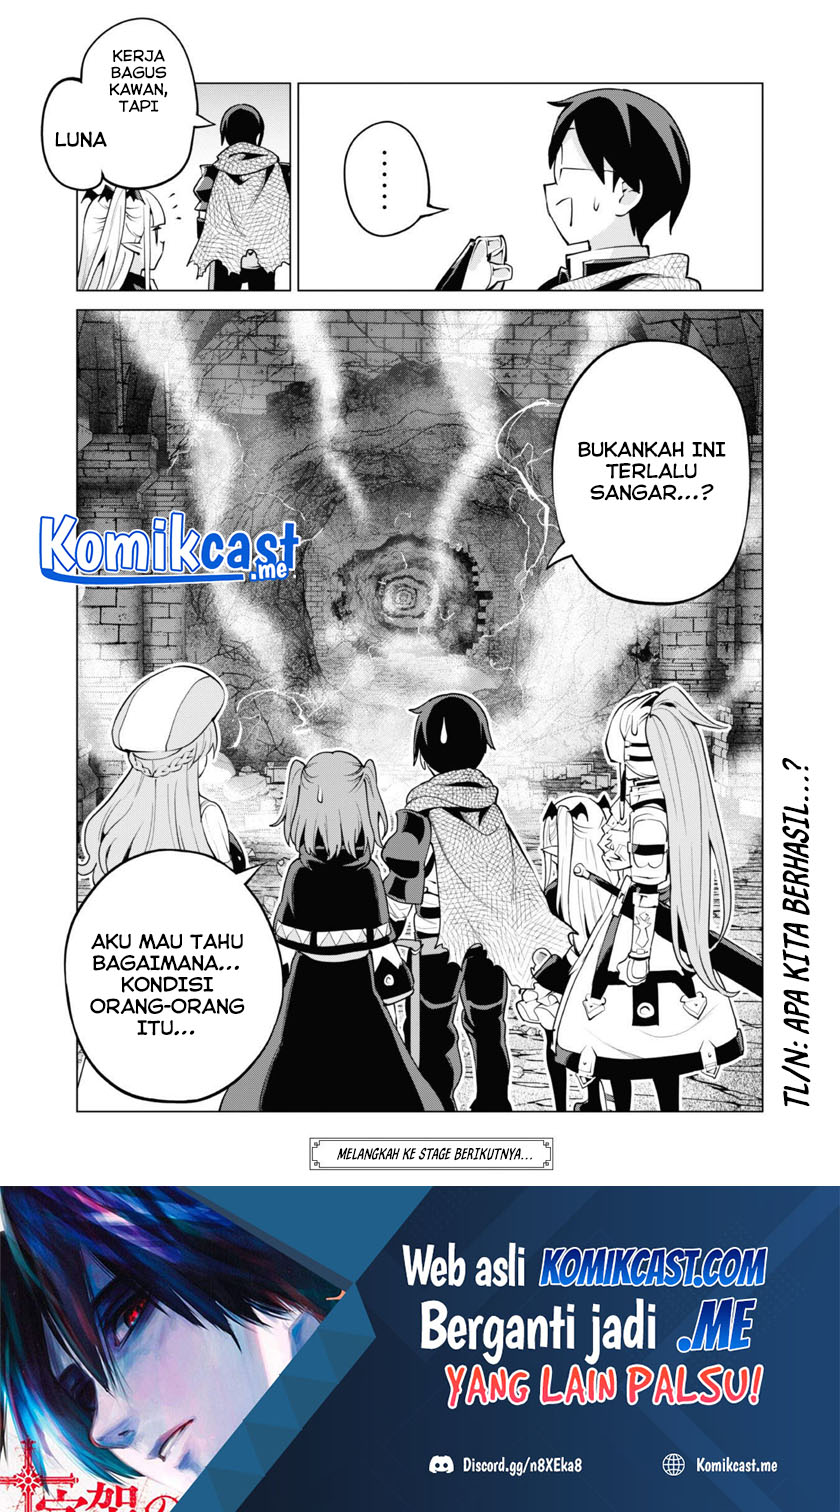 KERJA
BAGUS
KAWAN,
TAPI
LUNA
......
BUKANKAH INI
TERLALU
SANGAR...?
Komikcast
.me
AKU MAU TAHU
BAGAIMANA...
KONDISI
ORANG-ORANG
ITU...
TL/N: APA KITA BERHASIL...?
MELANGKAH KE STAGE BERIKUTNYA...
Web asli KOMIKCAST.COM
Berganti jadi .ME
YANG LAIN PALSU!
Discord.gg/n8XEka8
Komikcast.me